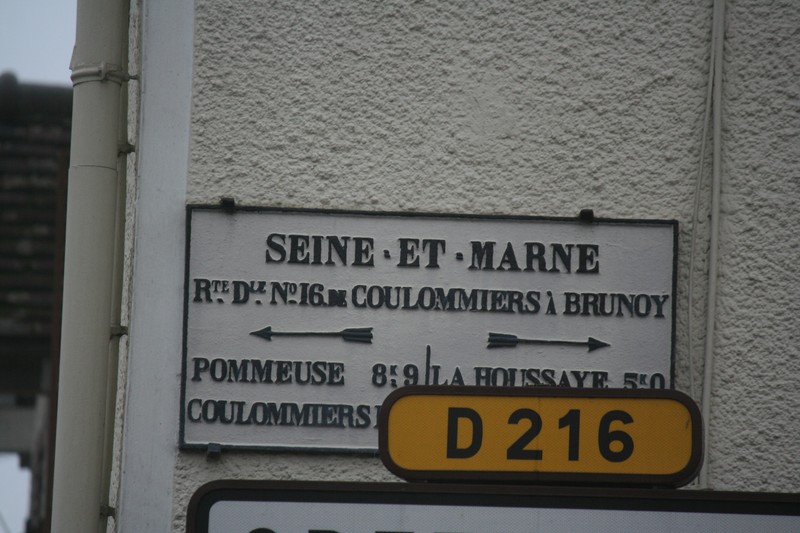 SEINE - ET - MARNE
RTE DLE No 16. DE COULOMMIERS À BRUNOY
POMMEUSE 8K9 LA HOUSSAYE 5K0
COULOMMIERS
D 216